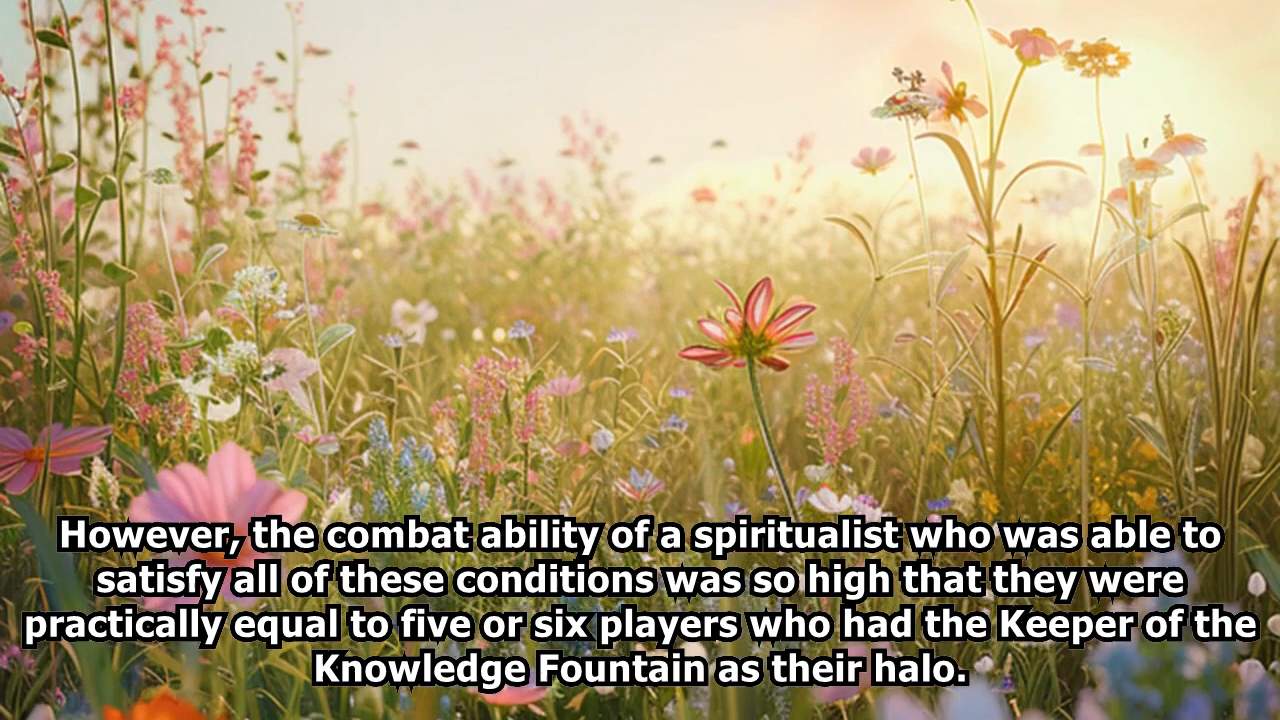 However, the combat ability of a spiritualist who was able to
satisfy all of these conditions was so high that they were
practically equal to five or six players who had the Keeper of the
Knowledge Fountain as their halo.